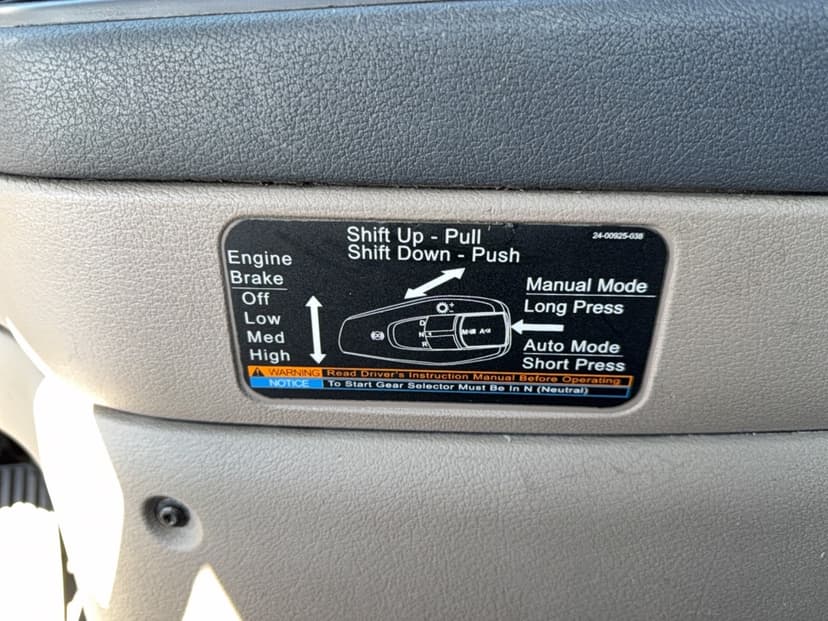 Shift Up - Pull
Shift Down - Push
24-00925-038
Engine
Brake
Off
Low
Med
High
Manual Mode
Long Press
Auto Mode
Short Press
D
N
R
M
A
WARNING Read Driver's Instruction Manual Before Operating
NOTICE To Start Gear Selector Must Be In N (Neutral)